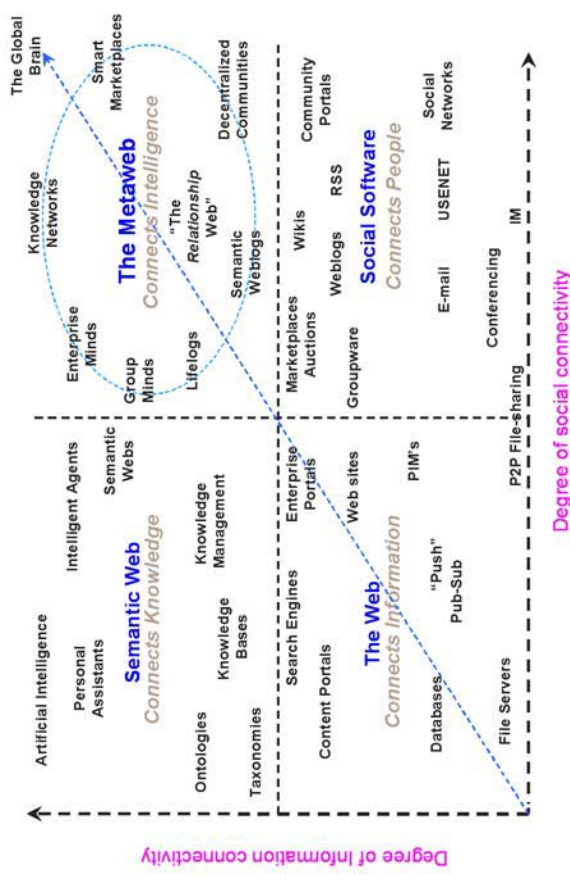 The Global
Brain
Artificial Intelligence
Personal
Assistants
Intelligent Agents
Semantic
Webs
Semantic Web
Connects Knowledge
Ontologies
Knowledge
Bases
Knowledge
Management
Taxonomies
Enterprise
Minds
Group
Minds
Knowledge
Networks
Smart
Marketplaces
The Metaweb
Connects Intelligence
"The
Relationship
Web"
Lifelogs
Semantic
Weblogs
Decentralized
Communities
Search Engines
Enterprise
Portals
Content Portals
Web sites
The Web
Connects Information
PIM's
Databases
"Push"
Pub-Sub
File Servers
P2P File-sharing
Marketplaces
Auctions
Wikis
Community
Portals
Weblogs
RSS
Groupware
Social Software
Connects People
E-mail
USENET
Social
Networks
Conferencing
IM
Degree of Information connectivity
Degree of social connectivity